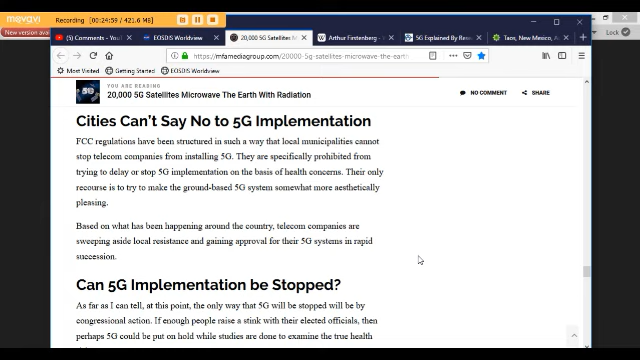 movavi
Recording
00:24:59 / 421.6 MB
New version avai
Lock
(5) Comments - YouTub
EOSDIS Worldview
20,000 5G Satellites Microwave
Arthur Firstenberg - W
5G Explained By Rewo
Taos, New Mexico, A
https://mfamediagroup.com/20000-5g-satellites-microwave-the-earth
Most Visited
Getting Started
EOSDIS Worldview
YOU ARE READING
20,000 5G Satellites Microwave The Earth With Radiation
NO COMMENT
SHARE
Cities Can't Say No to 5G Implementation
FCC regulations have been structured in such a way that local municipalities cannot
stop telecom companies from installing 5G. They are specifically prohibited from
trying to delay or stop 5G implementation on the basis of health concerns. Their only
recourse is to try to make the ground-based 5G system somewhat more aesthetically
pleasing.
Based on what has been happening around the country, telecom companies are
sweeping aside local resistance and gaining approval for their 5G systems in rapid
succession.
Can 5G Implementation be Stopped?
As far as I can tell, at this point, the only way that 5G will be stopped will be by
congressional action. If enough people raise a stink with their elected officials, then
perhaps 5G could be put on hold while studies are done to examine the true health